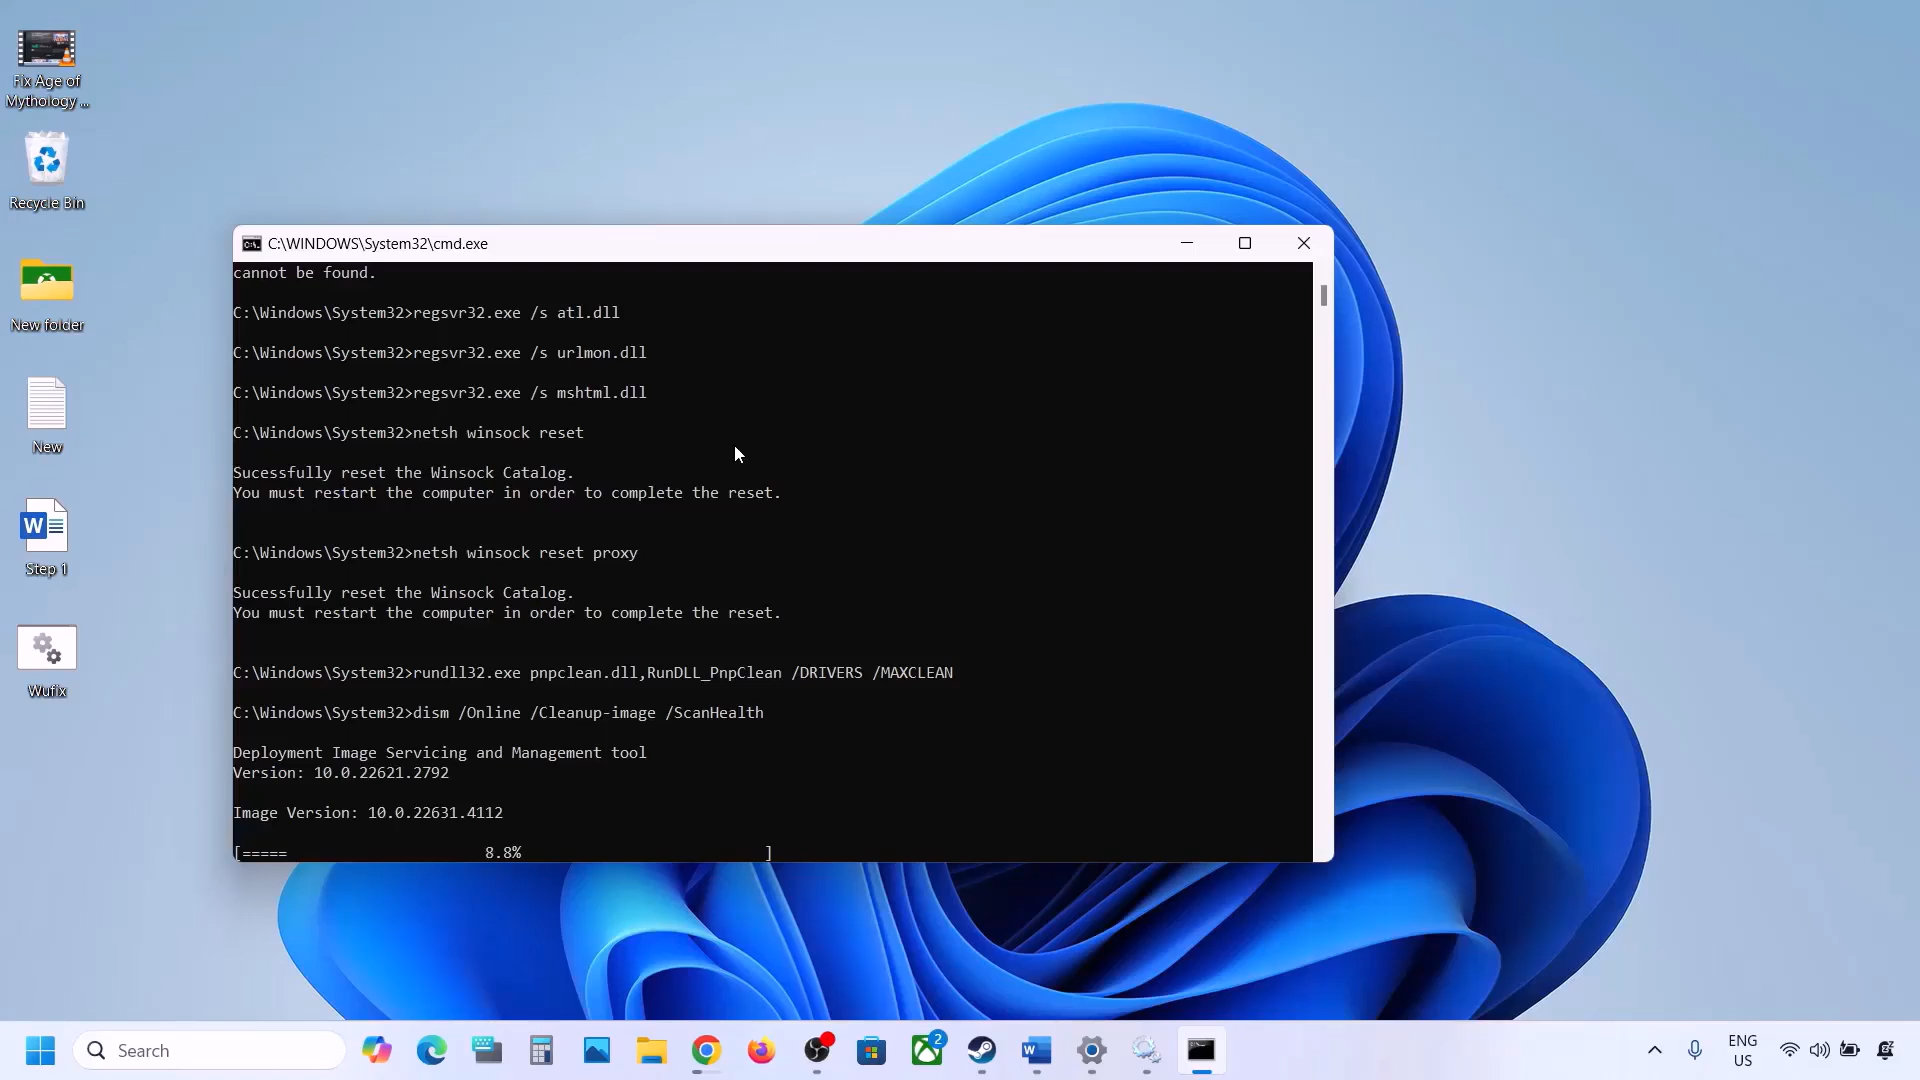 Fix Age of
Mythology ...
Recycle Bin
New folder
New
Step 1
Wufix
C:\WINDOWS\System32\cmd.exe
cannot be found.
C:\Windows\System32>regsvr32.exe /s atl.dll
C:\Windows\System32>regsvr32.exe /s urlmon.dll
C:\Windows\System32>regsvr32.exe /s mshtml.dll
C:\Windows\System32>netsh winsock reset
Sucessfully reset the Winsock Catalog.
You must restart the computer in order to complete the reset.
C:\Windows\System32>netsh winsock reset proxy
Sucessfully reset the Winsock Catalog.
You must restart the computer in order to complete the reset.
C:\Windows\System32>rundll32.exe pnpclean.dll,RunDLL_PnpClean /DRIVERS /MAXCLEAN
C:\Windows\System32>dism /Online /Cleanup-image /ScanHealth
Deployment Image Servicing and Management tool
Version: 10.0.22621.2792
Image Version: 10.0.22631.4112
[===== 8.8% ]
Search
2
ENG
US